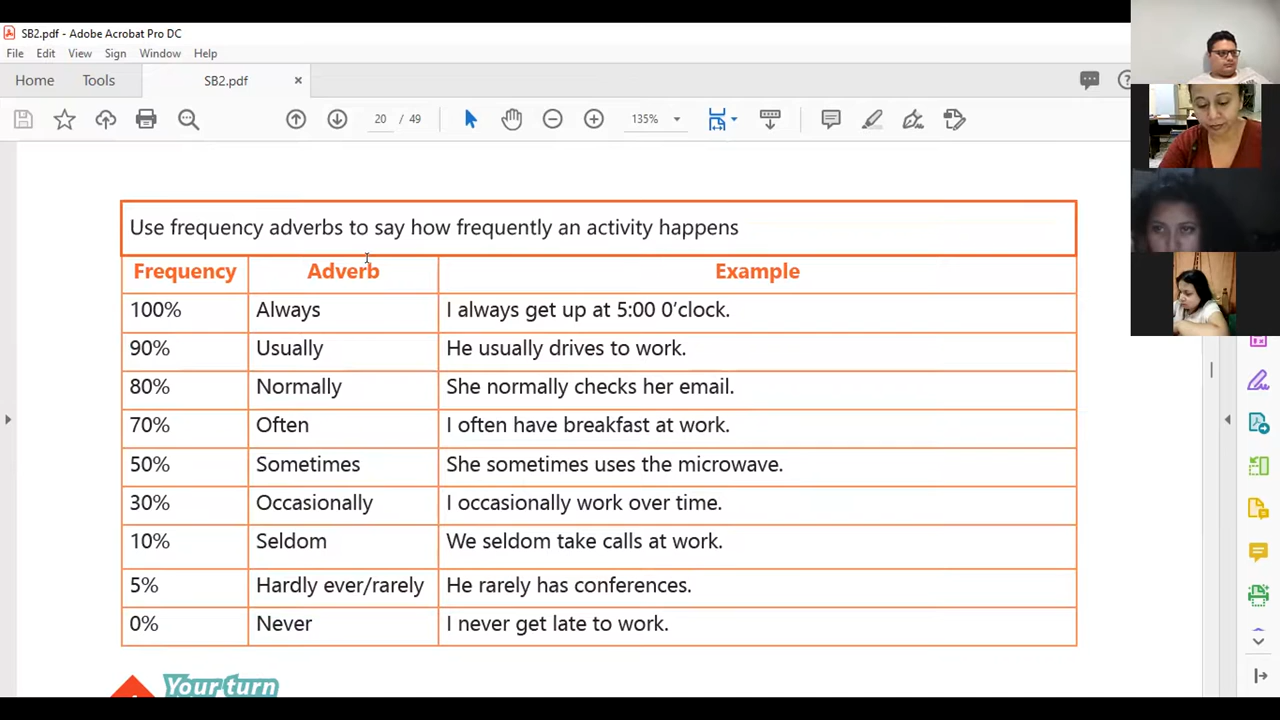 SB2.pdf - Adobe Acrobat Pro DC
File Edit View Sign Window Help
Home Tools SB2.pdf ×
20 / 49 135%
Use frequency adverbs to say how frequently an activity happens
Frequency Adverb Example
100% Always I always get up at 5:00 0’clock.
90% Usually He usually drives to work.
80% Normally She normally checks her email.
70% Often I often have breakfast at work.
50% Sometimes She sometimes uses the microwave.
30% Occasionally I occasionally work over time.
10% Seldom We seldom take calls at work.
5% Hardly ever/rarely He rarely has conferences.
0% Never I never get late to work.
Your turn